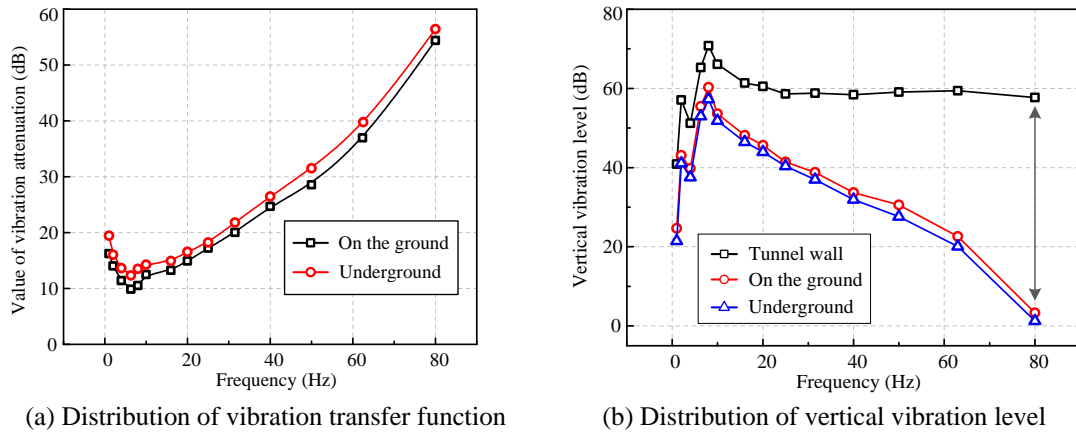 60
50
40
30
20
10
0
Value of vibration attenuation (dB)
On the ground
Underground
0 20 40 60 80
Frequency (Hz)
(a) Distribution of vibration transfer function
80
60
40
20
0
Vertical vibration level (dB)
Tunnel wall
On the ground
Underground
0 20 40 60 80
Frequency (Hz)
(b) Distribution of vertical vibration level